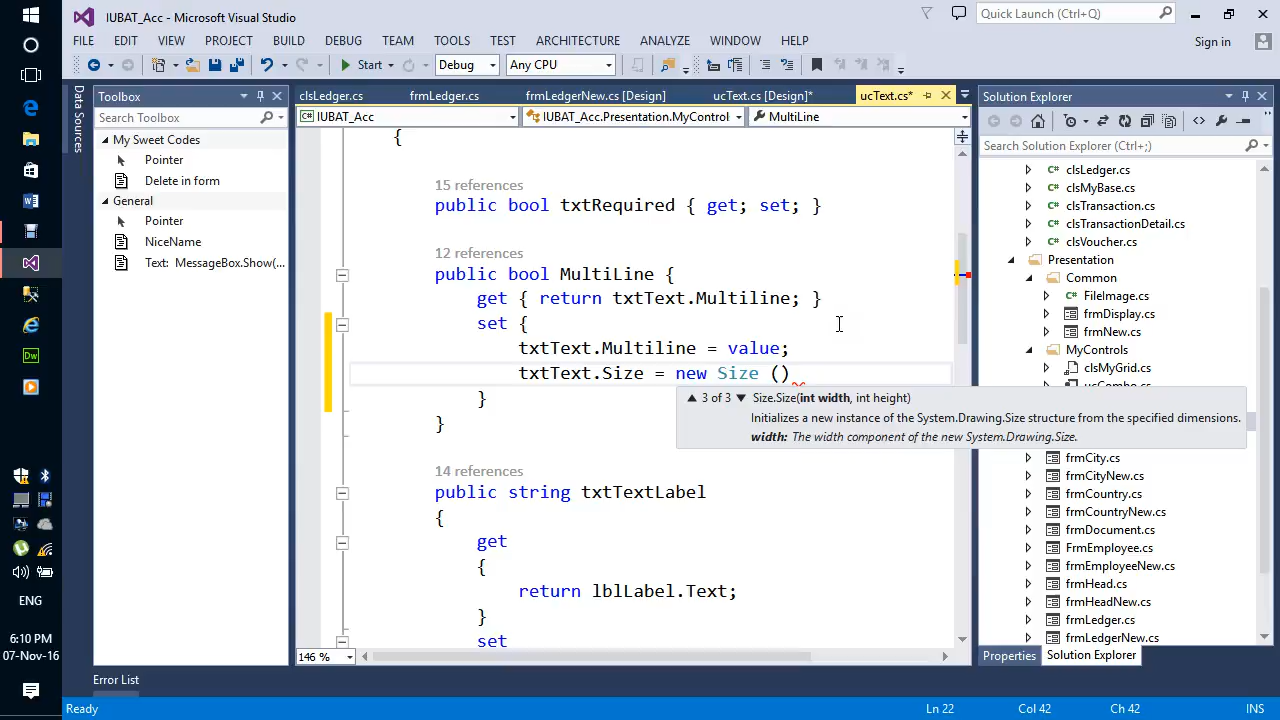 IUBAT_Acc - Microsoft Visual Studio
Quick Launch (Ctrl+Q)
FILE EDIT VIEW PROJECT BUILD DEBUG TEAM TOOLS TEST ARCHITECTURE ANALYZE WINDOW HELP
Sign in
Start Debug Any CPU
Data Sources
Toolbox
Search Toolbox
My Sweet Codes
Pointer
Delete in form
General
Pointer
NiceName
Text: MessageBox.Show(...
clsLedger.cs frmLedger.cs frmLedgerNew.cs [Design] ucText.cs [Design]* ucText.cs*
IUBAT_Acc IUBAT_Acc.Presentation.MyControl MultiLine
{
15 references
public bool txtRequired { get; set; }
12 references
public bool MultiLine {
get { return txtText.Multiline; }
set {
txtText.Multiline = value;
txtText.Size = new Size ()
3 of 3 Size.Size(int width, int height)
Initializes a new instance of the System.Drawing.Size structure from the specified dimensions.
width: The width component of the new System.Drawing.Size.
}
}
14 references
public string txtTextLabel
{
get
{
return lblLabel.Text;
}
set
146 %
Solution Explorer
Search Solution Explorer (Ctrl+;)
clsLedger.cs
clsMyBase.cs
clsTransaction.cs
clsTransactionDetail.cs
clsVoucher.cs
Presentation
Common
FileImage.cs
frmDisplay.cs
frmNew.cs
MyControls
clsMyGrid.cs
ucCombo.cs
frmCity.cs
frmCityNew.cs
frmCountry.cs
frmCountryNew.cs
frmDocument.cs
FrmEmployee.cs
frmEmployeeNew.cs
frmHead.cs
frmHeadNew.cs
frmLedger.cs
frmLedgerNew.cs
Properties Solution Explorer
Error List
Ready Ln 22 Col 42 Ch 42 INS
ENG
6:10 PM
07-Nov-16